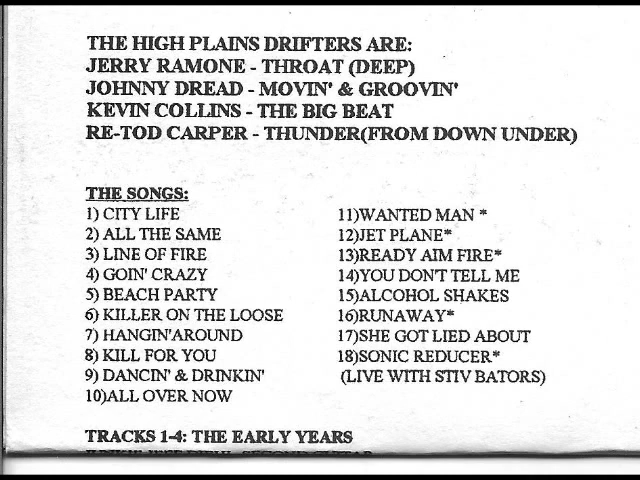 THE HIGH PLAINS DRIFTERS ARE:
JERRY RAMONE - THROAT (DEEP)
JOHNNY DREAD - MOVIN' & GROOVIN'
KEVIN COLLINS - THE BIG BEAT
RE-TOD CARPER - THUNDER(FROM DOWN UNDER)
THE SONGS:
1) CITY LIFE
2) ALL THE SAME
3) LINE OF FIRE
4) GOIN' CRAZY
5) BEACH PARTY
6) KILLER ON THE LOOSE
7) HANGIN'AROUND
8) KILL FOR YOU
9) DANCIN' & DRINKIN'
10)ALL OVER NOW
11)WANTED MAN *
12)JET PLANE*
13)READY AIM FIRE*
14)YOU DON'T TELL ME
15)ALCOHOL SHAKES
16)RUNAWAY*
17)SHE GOT LIED ABOUT
18)SONIC REDUCER*
(LIVE WITH STIV BATORS)
TRACKS 1-4: THE EARLY YEARS